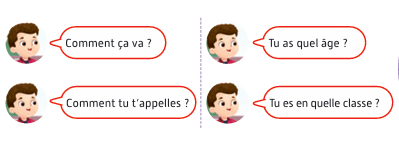 Comment ça va ?
Comment tu t'appelles ?
Tu as quel âge ?
Tu es en quelle classe ?